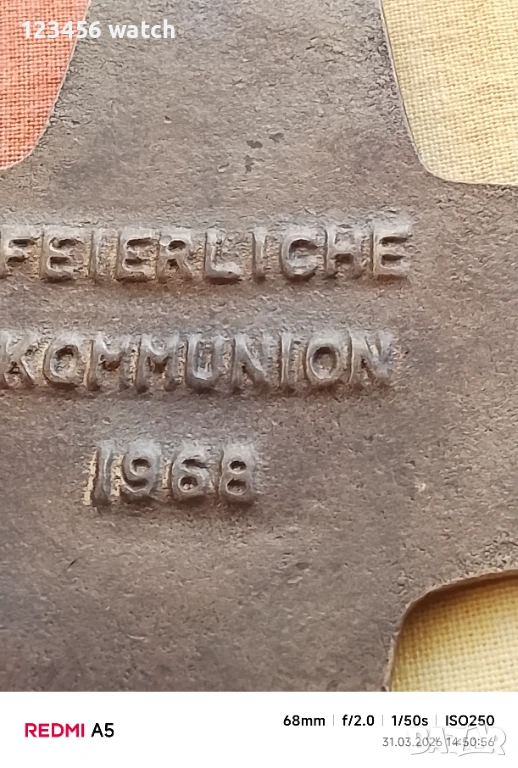 123456 watch
FEIERLICHE
KOMMUNION
1968
REDMI A5
68mm | f/2.0 | 1/50s | ISO250
31.03.2026 14:50:56